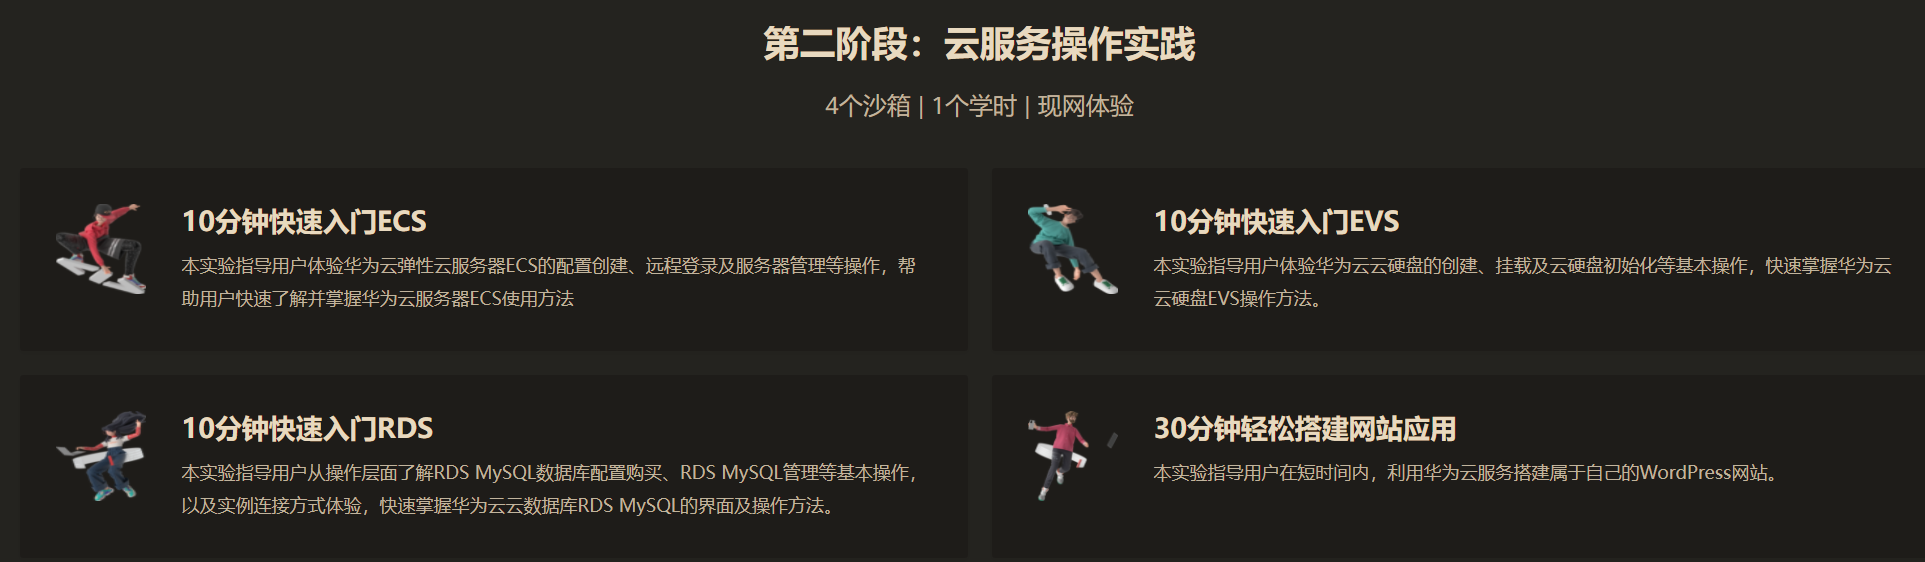 第二阶段：云服务操作实践
4个沙箱 | 1个学时 | 现网体验
10分钟快速入门ECS
本实验指导用户体验华为云弹性云服务器ECS的配置创建、远程登录及服务器管理等操作，帮
助用户快速了解并掌握华为云服务器ECS使用方法
10分钟快速入门EVS
本实验指导用户体验华为云云硬盘的创建、挂载及云硬盘初始化等基本操作，快速掌握华为云
云硬盘EVS操作方法。
10分钟快速入门RDS
本实验指导用户从操作层面了解RDS MySQL数据库配置购买、RDS MySQL管理等基本操作，
以及实例连接方式体验，快速掌握华为云云数据库RDS MySQL的界面及操作方法。
30分钟轻松搭建网站应用
本实验指导用户在短时间内，利用华为云服务搭建属于自己的WordPress网站。